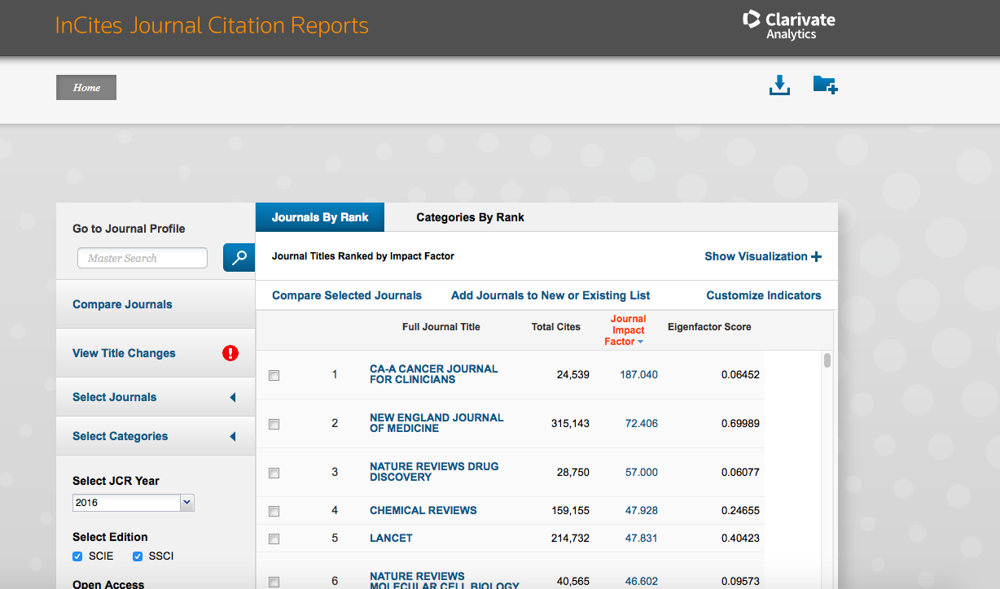 InCites Journal Citation Reports
Clarivate
Analytics
Home
Go to Journal Profile
Master Search
Compare Journals
View Title Changes
!
Select Journals
Select Categories
Select JCR Year
2016
Select Edition
SCIE SSCI
Open Access
Journals By Rank Categories By Rank
Journal Titles Ranked by Impact Factor Show Visualization +
Compare Selected Journals Add Journals to New or Existing List Customize Indicators
Full Journal Title Total Cites Journal Impact Factor Eigenfactor Score
1 CA-A CANCER JOURNAL FOR CLINICIANS 24,539 187.040 0.06452
2 NEW ENGLAND JOURNAL OF MEDICINE 315,143 72.406 0.69989
3 NATURE REVIEWS DRUG DISCOVERY 28,750 57.000 0.06077
4 CHEMICAL REVIEWS 159,155 47.928 0.24655
5 LANCET 214,732 47.831 0.40423
6 NATURE REVIEWS MOLECULAR CELL BIOLOGY 40,565 46.602 0.09573